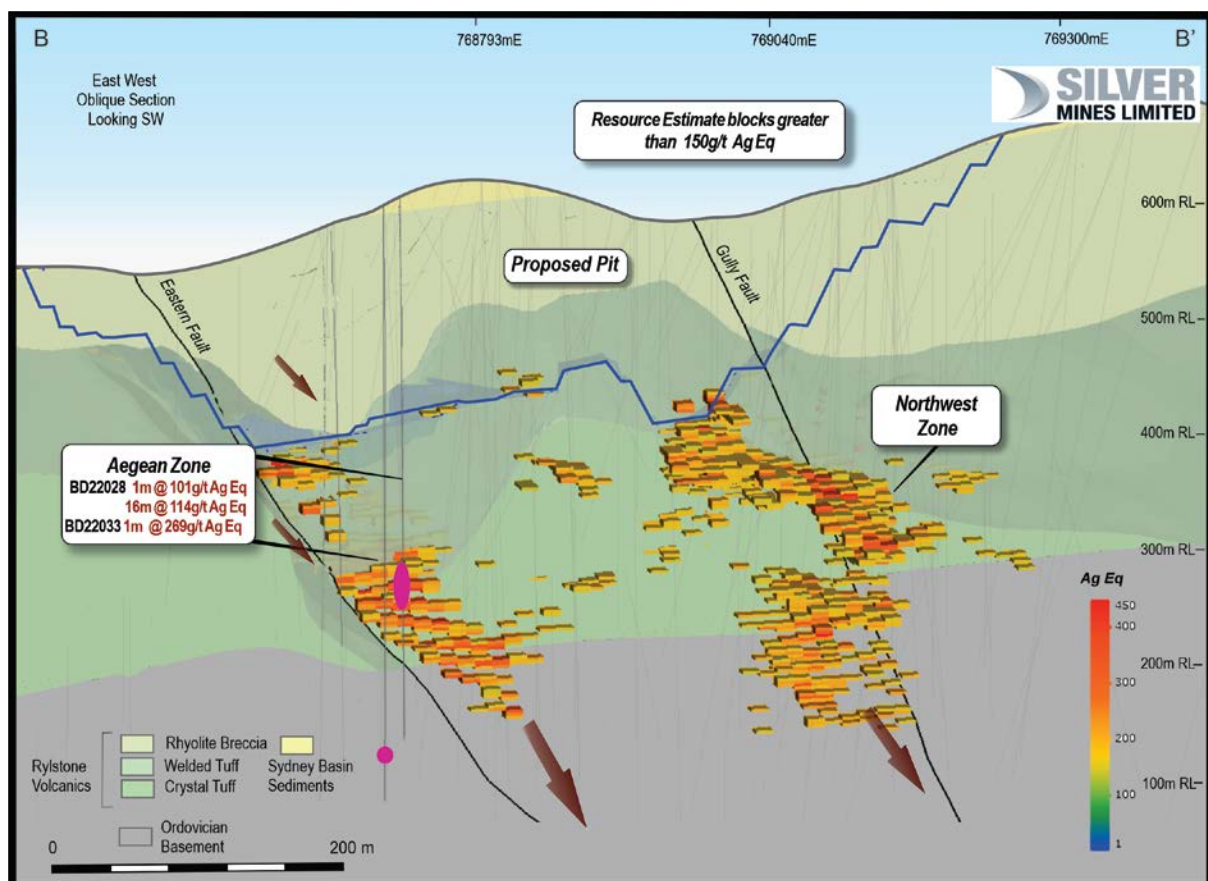 B
768793mE
769040mE
769300mE
B'
East West
Oblique Section
Looking SW
SILVER
MINES LIMITED
Resource Estimate blocks greater
than 150g/t Ag Eq
600m RL
Proposed Pit
Gully Fault
Eastern Fault
500m RL
Northwest
Zone
400m RL
Aegean Zone
BD22028 1m @ 101g/t Ag Eq
16m @ 114g/t Ag Eq
BD22033 1m @ 269g/t Ag Eq
300m RL
Ag Eq
450
400
300
200
100
1
200m RL
100m RL
Rylstone
Volcanics
Rhyolite Breccia
Welded Tuff
Crystal Tuff
Sydney Basin
Sediments
Ordovician
Basement
0
200 m